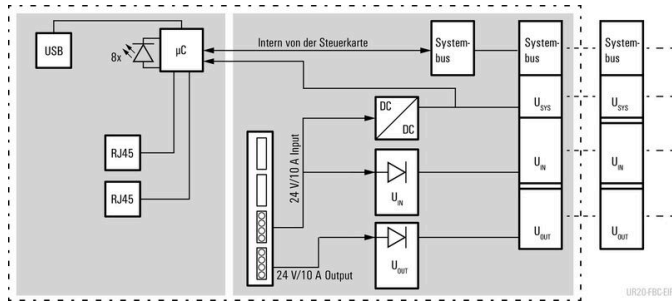 USB
8x
µC
Intern von der Steuerkarte
System-
bus
System-
bus
System-
bus
U_SYS
U_SYS
DC
DC
RJ45
RJ45
24 V/10 A Input
U_IN
U_IN
U_IN
24 V/10 A Output
U_OUT
U_OUT
U_OUT